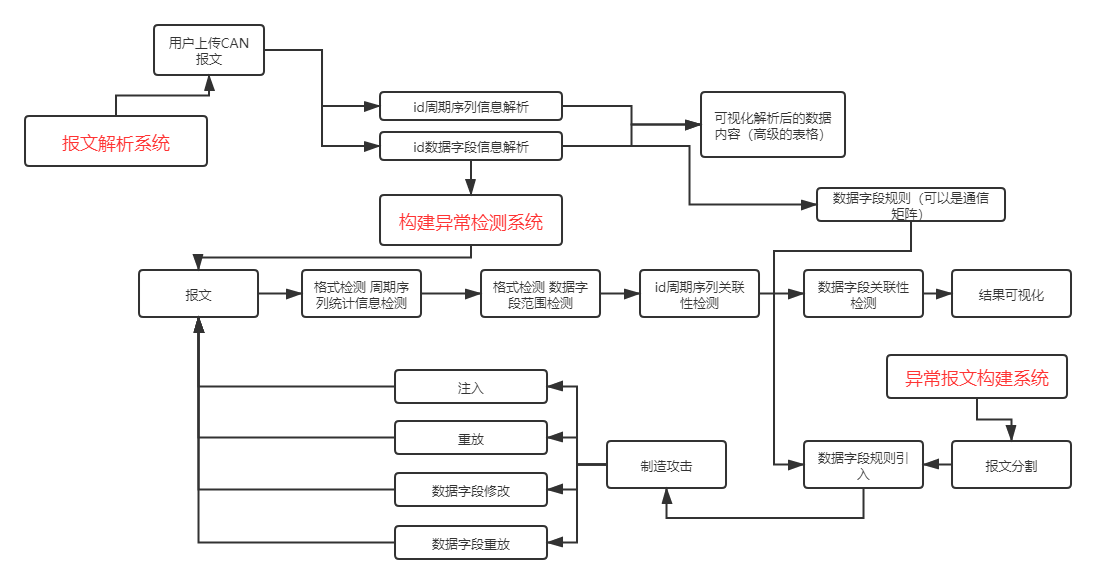 用户上传CAN
报文
报文解析系统
id周期序列信息解析
id数据字段信息解析
可视化解析后的数据
内容（高级的表格）
数据字段规则（可以是通信
矩阵）
构建异常检测系统
报文
格式检测 周期序
列统计信息检测
格式检测 数据字
段范围检测
id周期序列关联
性检测
数据字段关联性
检测
结果可视化
异常报文构建系统
注入
重放
数据字段修改
数据字段重放
制造攻击
数据字段规则引
入
报文分割